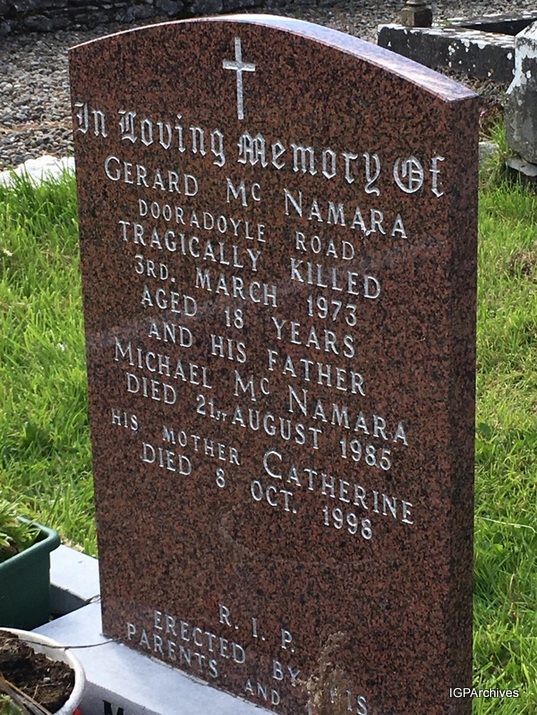 In Loving Memory Of
GERARD Mc NAMARA
DOORADOYLE ROAD
TRAGICALLY KILLED
3RD. MARCH 1973
AGED 18 YEARS
AND HIS FATHER
MICHAEL Mc NAMARA
DIED 21ST AUGUST 1985
HIS MOTHER CATHERINE
DIED 8 OCT. 1998
R. I. P.
ERECTED BY HIS
PARENTS AND
IGPArchives